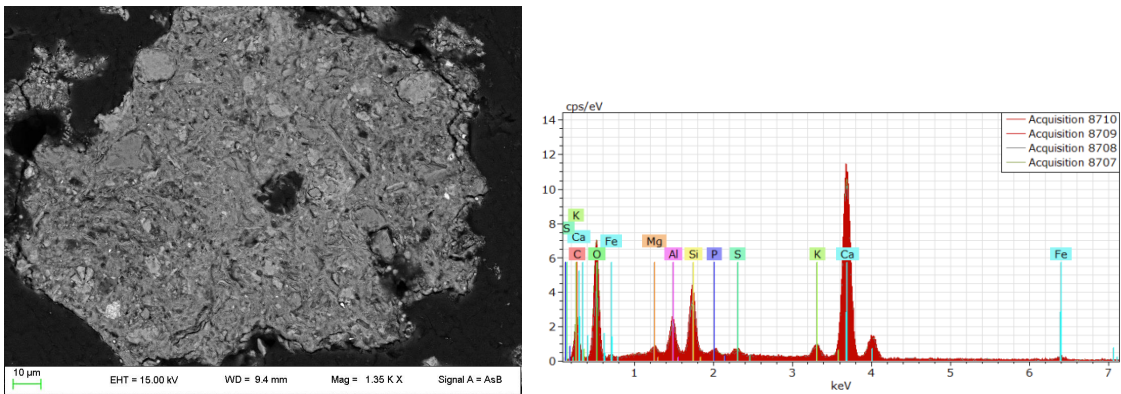 10 µm
EHT = 15.00 kV
WD = 9.4 mm
Mag = 1.35 K X
Signal A = AsB
cps/eV
14
12
10
8
6
4
2
0
Acquisition 8710
Acquisition 8709
Acquisition 8708
Acquisition 8707
K
S
Ca
Fe
C
O
Mg
Al
Si
P
S
K
Ca
Fe
1 2 3 4 5 6 7
keV